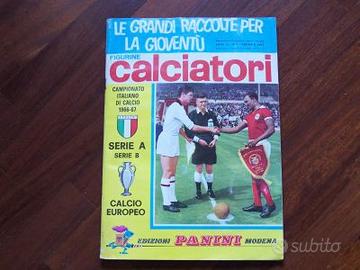 LE GRANDI RACCOLTE PER
LA GIOVENTÙ
FIGURINE
calciatori
CAMPIONATO
ITALIANO
DI CALCIO
1966-67
SERIE A
SERIE B
CALCIO
EUROPEO
EDIZIONI PANINI MODENA
subito